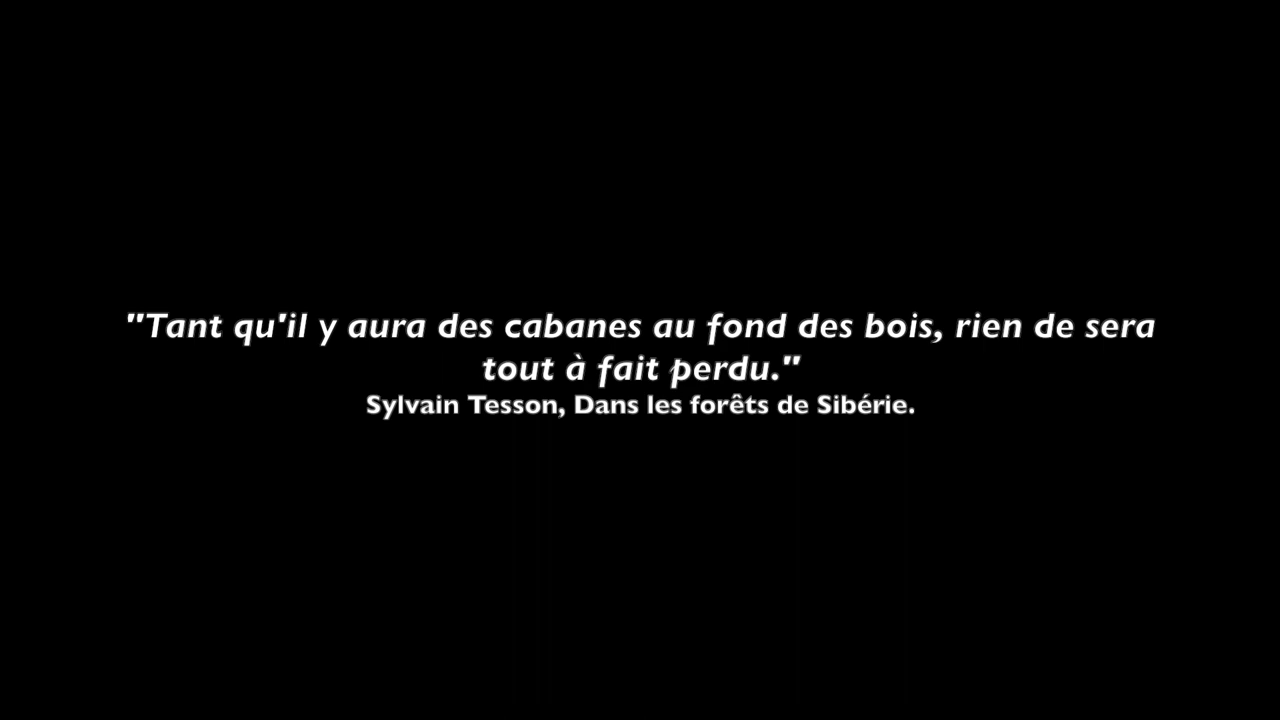 "Tant qu'il y aura des cabanes au fond des bois, rien de sera
tout à fait perdu."
Sylvain Tesson, Dans les forêts de Sibérie.